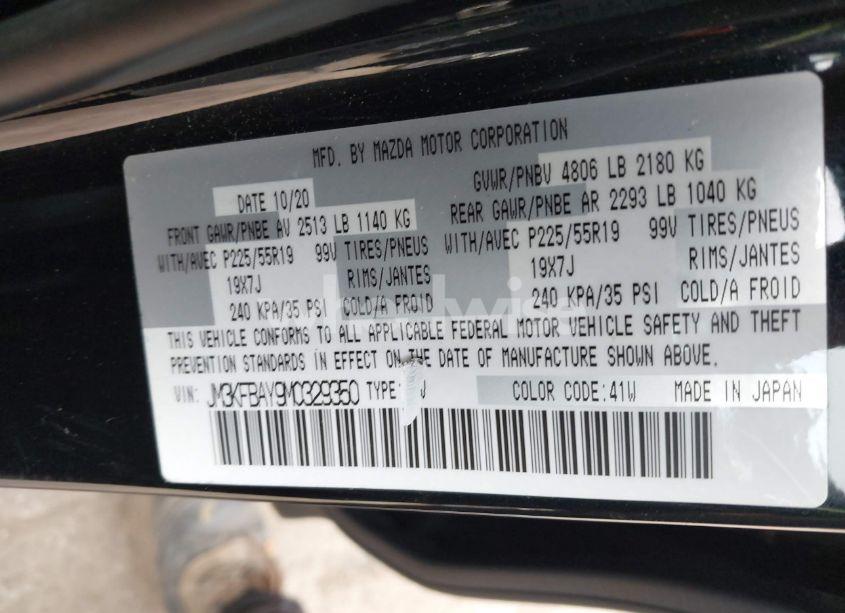 MFD. BY MAZDA MOTOR CORPORATION
DATE 10/20 GVWR/PNBV 4806 LB 2180 KG
FRONT GAWR/PNBE AV 2513 LB 1140 KG REAR GAWR/PNBE AR 2293 LB 1040 KG
WITH/AVEC P225/55R19 99V TIRES/PNEUS WITH/AVEC P225/55R19 99V TIRES/PNEUS
19X7J RIMS/JANTES 19X7J RIMS/JANTES
240 KPA/35 PSI COLD/A FROID 240 KPA/35 PSI COLD/A FROID
THIS VEHICLE CONFORMS TO ALL APPLICABLE FEDERAL MOTOR VEHICLE SAFETY AND THEFT
PREVENTION STANDARDS IN EFFECT ON THE DATE OF MANUFACTURE SHOWN ABOVE.
VIN: JM3KFBAY9M0329350 TYPE: COLOR CODE:41W MADE IN JAPAN